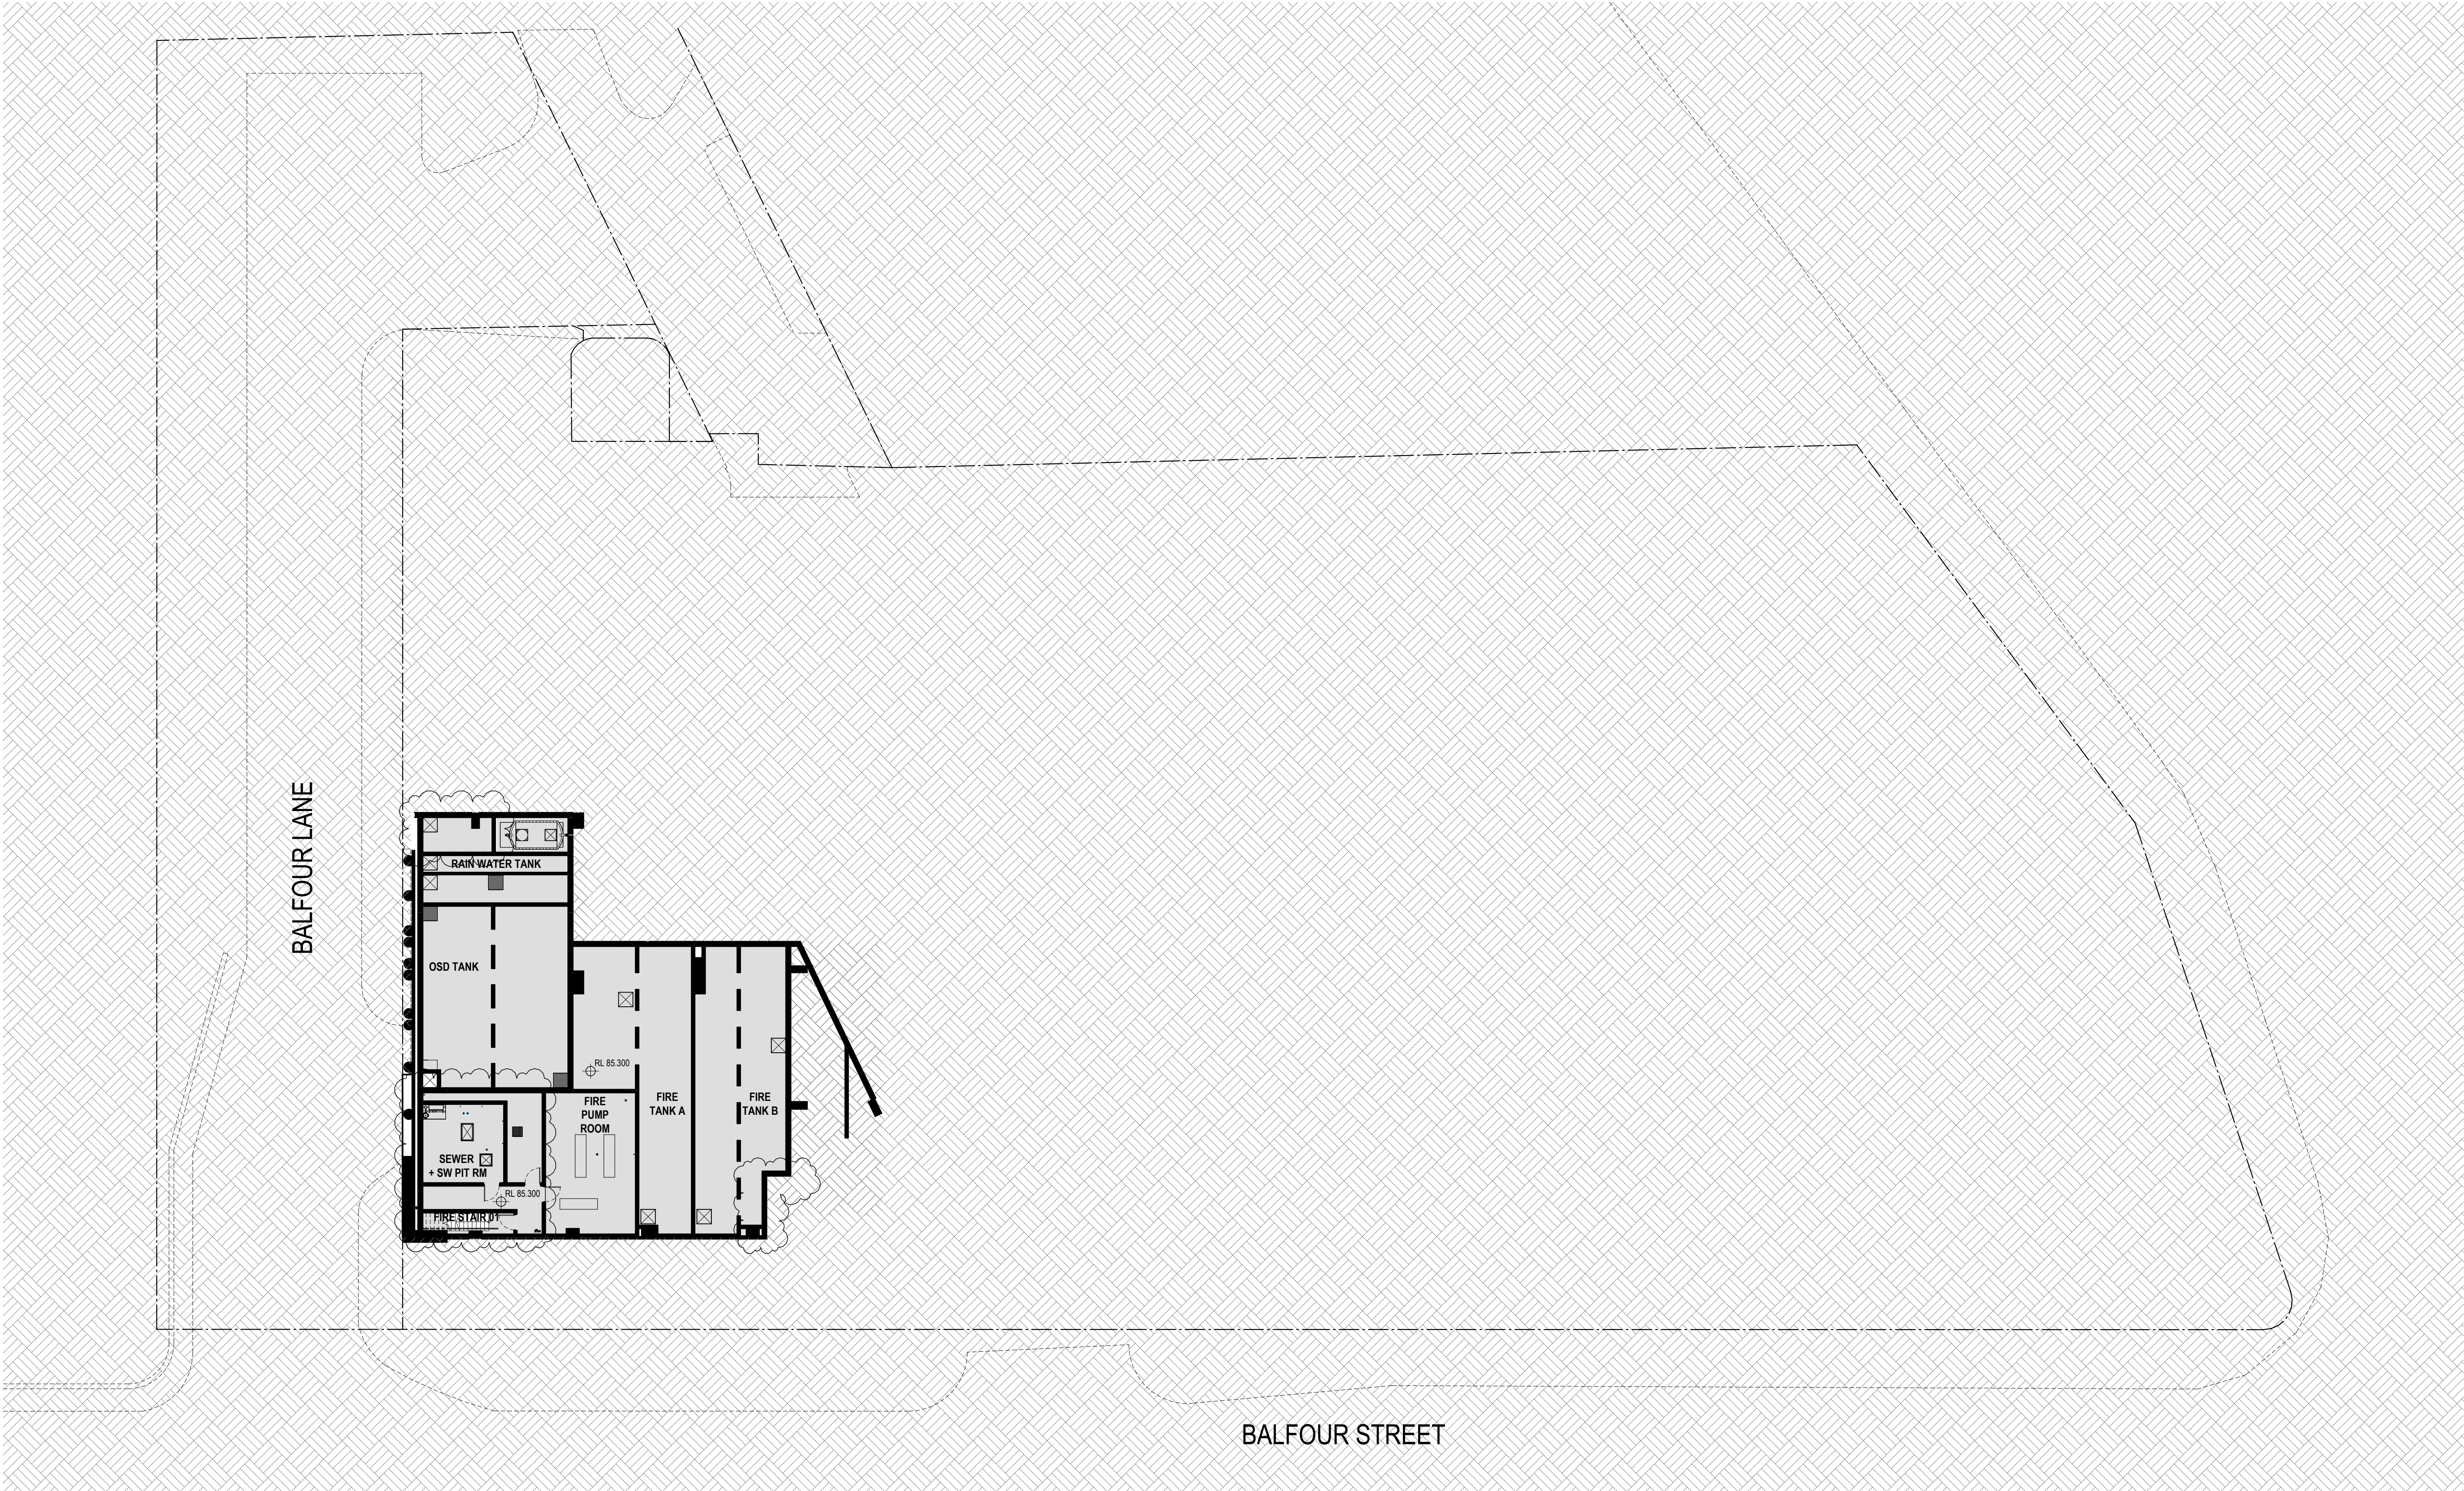 BALFOUR LANE
RAIN WATER TANK
OSD TANK
RL 85.300
FIRE
PUMP
ROOM
FIRE
TANK A
FIRE
TANK B
SEWER
+ SW PIT RM
RL 85.300
FIRE STAIR 01
BALFOUR STREET